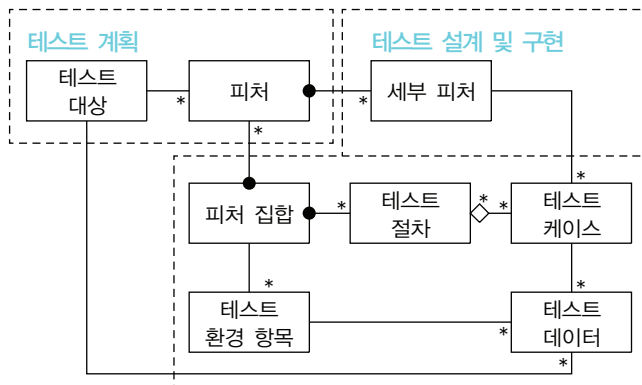 테스트 계획
테스트 설계 및 구현
테스트
대상
*
피처
*
세부 피처
*
*
피처 집합
*
테스트
절차
*
*
테스트
케이스
*
*
테스트
환경 항목
*
테스트
데이터
*